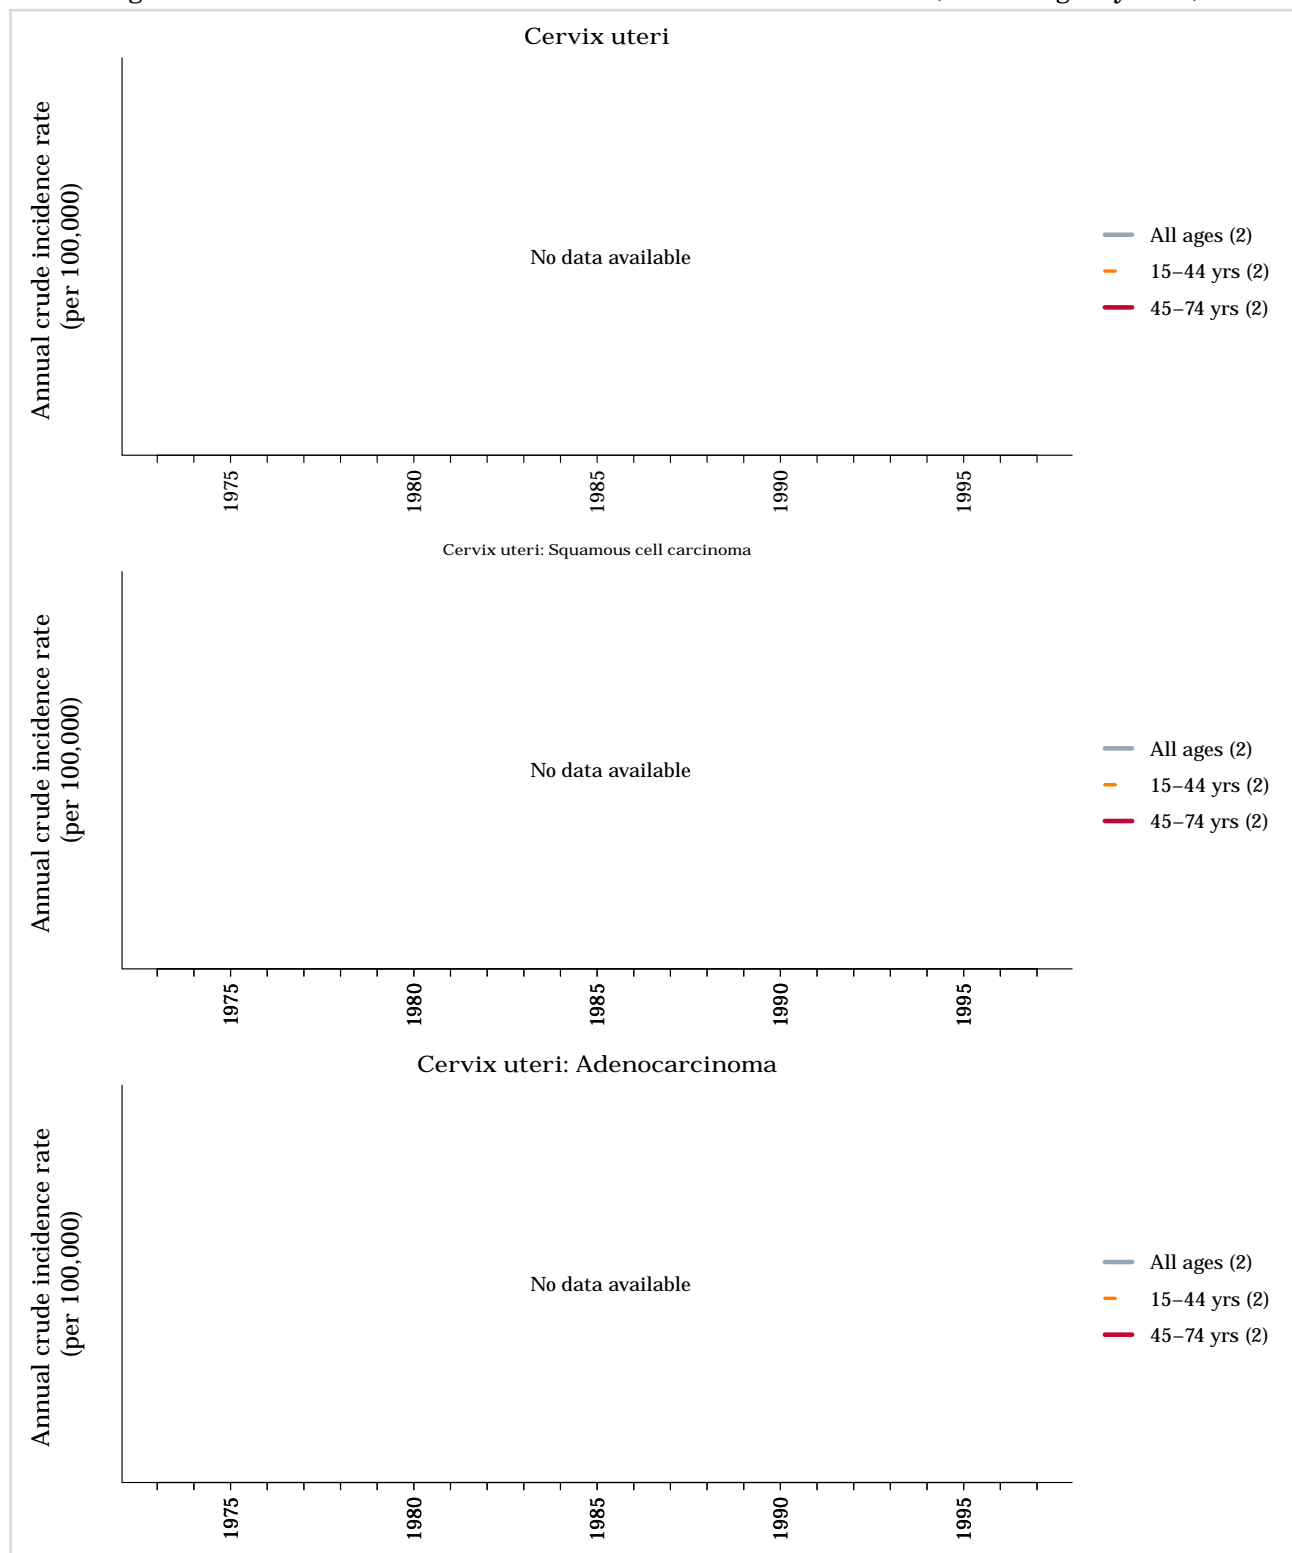 Cervix uteri
Annual crude incidence rate
(per 100,000)
No data available
All ages (2)
15–44 yrs (2)
45–74 yrs (2)
1975
1980
1985
1990
1995
Cervix uteri: Squamous cell carcinoma
Annual crude incidence rate
(per 100,000)
No data available
All ages (2)
15–44 yrs (2)
45–74 yrs (2)
1975
1980
1985
1990
1995
Cervix uteri: Adenocarcinoma
Annual crude incidence rate
(per 100,000)
No data available
All ages (2)
15–44 yrs (2)
45–74 yrs (2)
1975
1980
1985
1990
1995